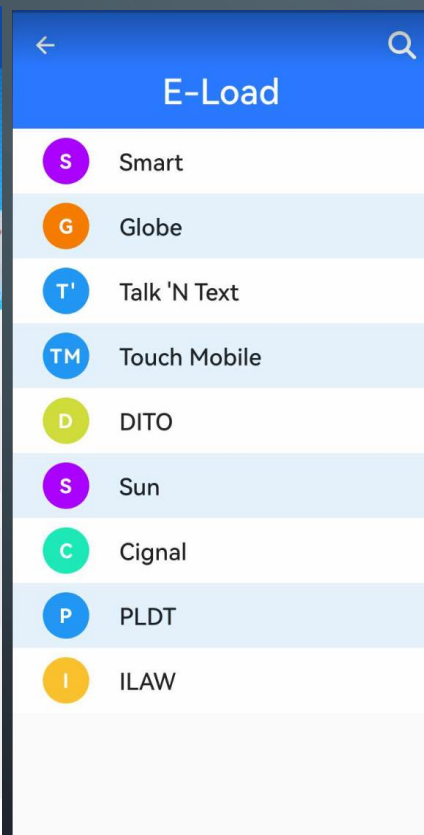 E-Load
S Smart
G Globe
T' Talk 'N Text
TM Touch Mobile
D DITO
S Sun
C Cignal
P PLDT
I ILAW